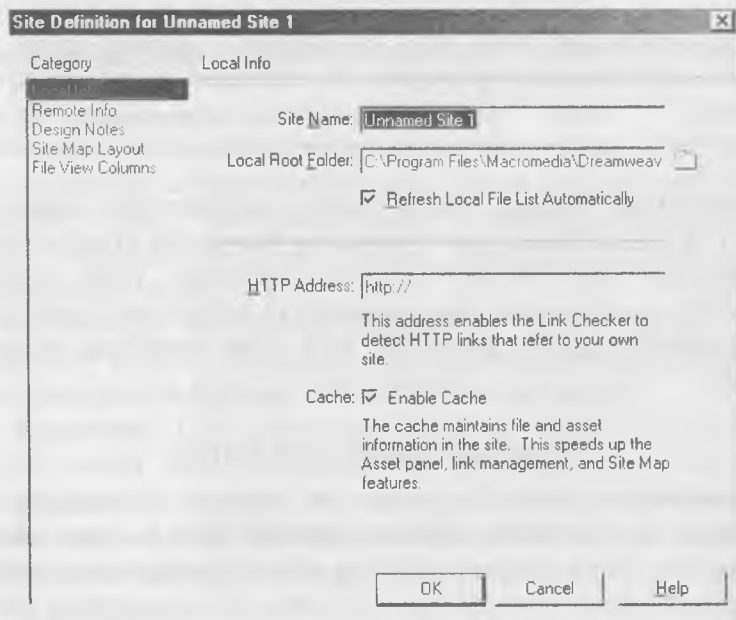 Site Definition for Unnamed Site 1
Category
Local Info
Local Info
Remote Info
Design Notes
Site Map Layout
File View Columns
Site Name: Unnamed Site 1
Local Root Folder: C:\Program Files\Macromedia\Dreamweav
Refresh Local File List Automatically
HTTP Address: http://
This address enables the Link Checker to
detect HTTP links that refer to your own
site.
Cache: Enable Cache
The cache maintains file and asset
information in the site. This speeds up the
Asset panel, link management, and Site Map
features.
OK
Cancel
Help